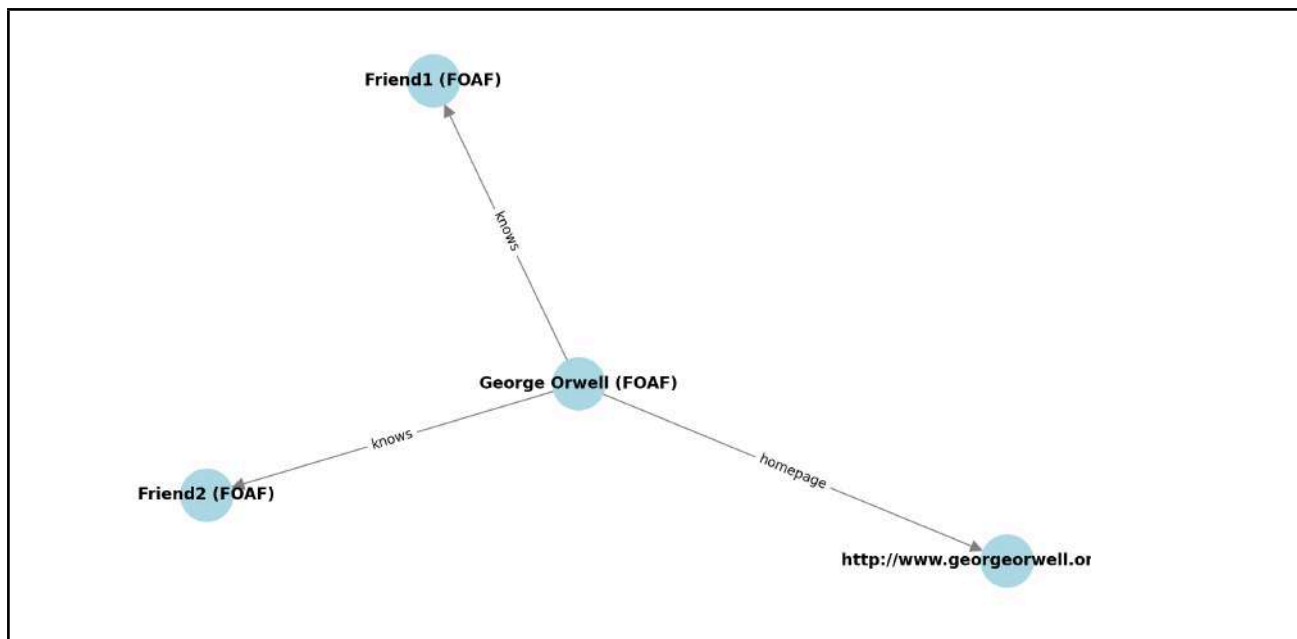 Friend1 (FOAF)
knows
George Orwell (FOAF)
knows
homepage
Friend2 (FOAF)
http://www.georgeorwell.or